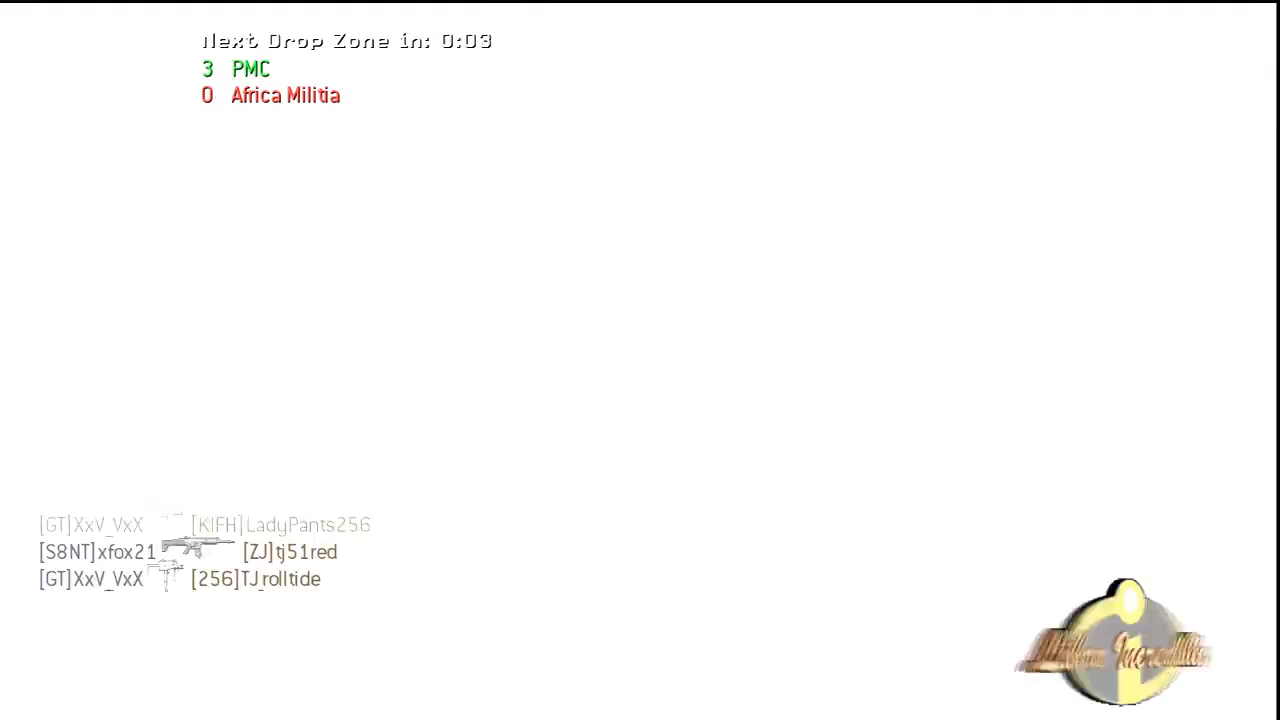 Next Drop Zone in: 0:03
3 PMC
0 Africa Militia
[GT]XxV_VxX [KIFH]LadyPants256
[S8NT]xfox21 [ZJ]tj51red
[GT]XxV_VxX [256]TJ_rolltide